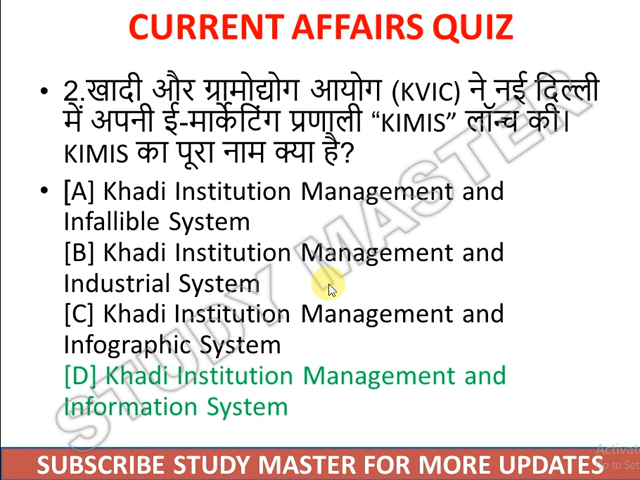 CURRENT AFFAIRS QUIZ
• 2.खादी और ग्रामोद्योग आयोग (KVIC) ने नई दिल्ली
में अपनी ई-मार्केटिंग प्रणाली “KIMIS” लॉन्च की।
KIMIS का पूरा नाम क्या है?
• [A] Khadi Institution Management and
Infallible System
[B] Khadi Institution Management and
Industrial System
[C] Khadi Institution Management and
Infographic System
[D] Khadi Institution Management and
Information System
STUDY MASTER
SUBSCRIBE STUDY MASTER FOR MORE UPDATES